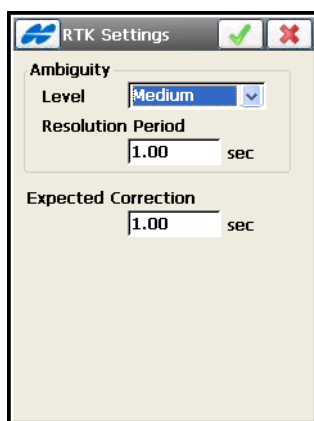 RTK Settings
Ambiguity
Level Medium
Resolution Period
1.00 sec
Expected Correction
1.00 sec